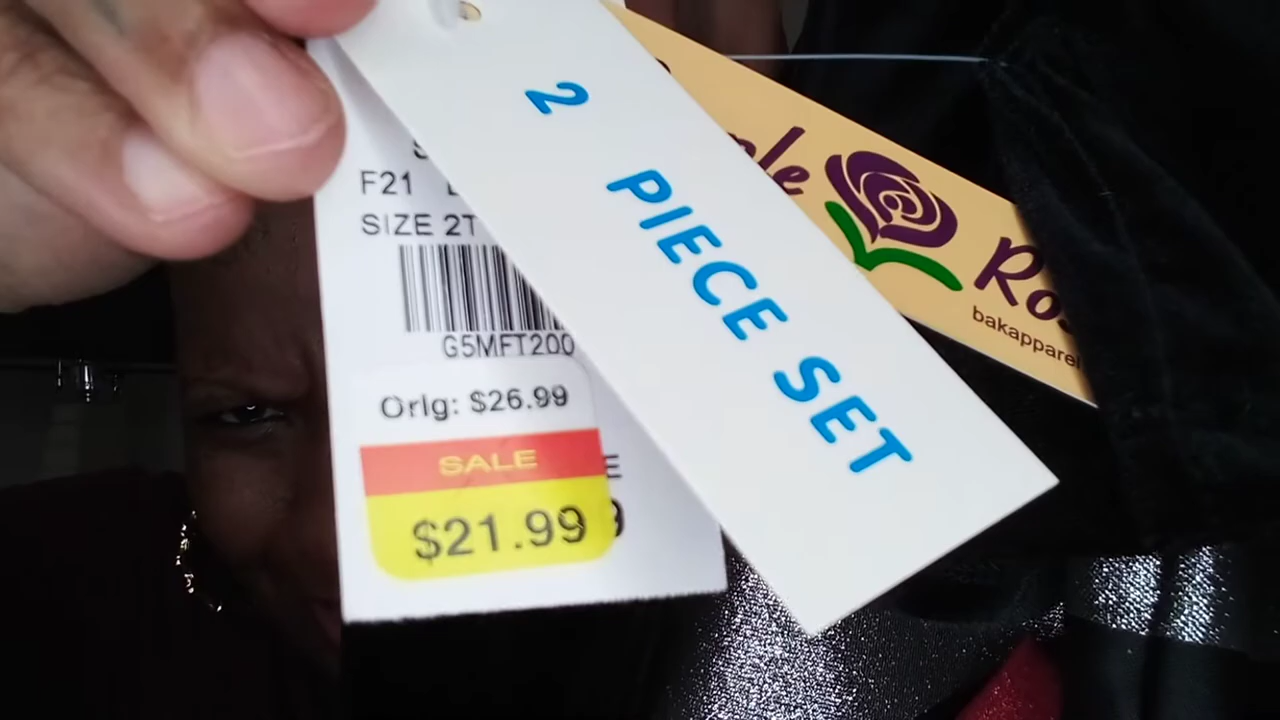 2 PIECE SET
F21
SIZE 2T
G5MFT200
OrIg: $26.99
SALE
$21.99
bakapparel